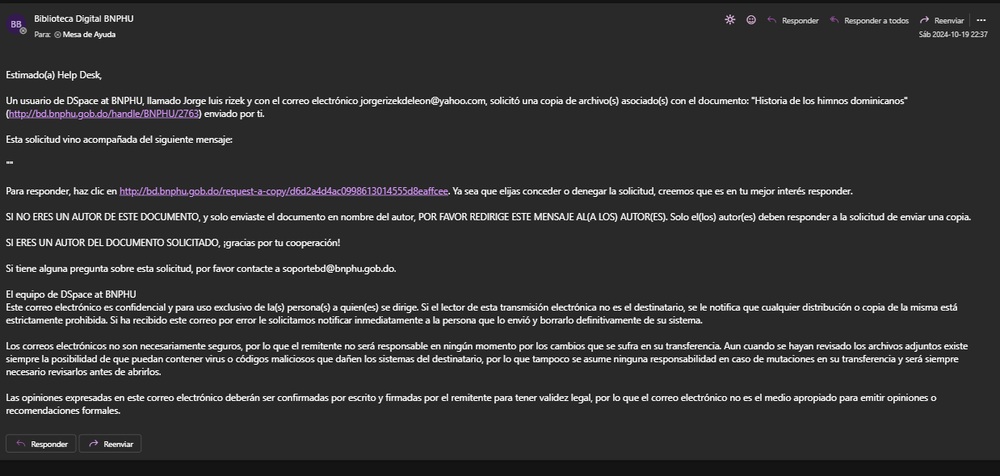 BB
Biblioteca Digital BNPHU
Para: Mesa de Ayuda
Responder
Responder a todos
Reenviar
Sáb 2024-10-19 22:37
Estimado(a) Help Desk,
Un usuario de DSpace at BNPHU, llamado Jorge luis rizek y con el correo electrónico jorgerizekdeleon@yahoo.com, solicitó una copia de archivo(s) asociado(s) con el documento: "Historia de los himnos dominicanos"
(http://bd.bnphu.gob.do/handle/BNPHU/2763) enviado por ti.
Esta solicitud vino acompañada del siguiente mensaje:
""
Para responder, haz clic en http://bd.bnphu.gob.do/request-a-copy/d6d2a4d4ac0998613014555d8eaffcee. Ya sea que elijas conceder o denegar la solicitud, creemos que es en tu mejor interés responder.
SI NO ERES UN AUTOR DE ESTE DOCUMENTO, y solo enviaste el documento en nombre del autor, POR FAVOR REDIRIGE ESTE MENSAJE AL(A LOS) AUTOR(ES). Solo el(los) autor(es) deben responder a la solicitud de enviar una copia.
SI ERES UN AUTOR DEL DOCUMENTO SOLICITADO, ¡gracias por tu cooperación!
Si tiene alguna pregunta sobre esta solicitud, por favor contacte a soportebd@bnphu.gob.do.
El equipo de DSpace at BNPHU
Este correo electrónico es confidencial y para uso exclusivo de la(s) persona(s) a quien(es) se dirige. Si el lector de esta transmisión electrónica no es el destinatario, se le notifica que cualquier distribución o copia de la misma está
estrictamente prohibida. Si ha recibido este correo por error le solicitamos notificar inmediatamente a la persona que lo envió y borrarlo definitivamente de su sistema.
Los correos electrónicos no son necesariamente seguros, por lo que el remitente no será responsable en ningún momento por los cambios que se sufra en su transferencia. Aun cuando se hayan revisado los archivos adjuntos existe
siempre la posibilidad de que puedan contener virus o códigos maliciosos que dañen los sistemas del destinatario, por lo que tampoco se asume ninguna responsabilidad en caso de mutaciones en su transferencia y será siempre
necesario revisarlos antes de abrirlos.
Las opiniones expresadas en este correo electrónico deberán ser confirmadas por escrito y firmadas por el remitente para tener validez legal, por lo que el correo electrónico no es el medio apropiado para emitir opiniones o
recomendaciones formales.
Responder
Reenviar